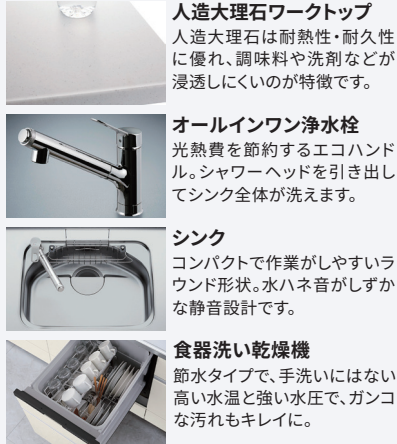 人造大理石ワークトップ
人造大理石は耐熱性・耐久性
に優れ、調味料や洗剤などが
浸透しにくいのが特徴です。
オールインワン浄水栓
光熱費を節約するエコハンド
ル。シャワーヘッドを引き出し
てシンク全体が洗えます。
シンク
コンパクトで作業がしやすいラ
ウンド形状。水ハネ音がしずか
な静音設計です。
食器洗い乾燥機
節水タイプで、手洗いにはない
高い水温と強い水圧で、ガンコ
な汚れもキレイに。